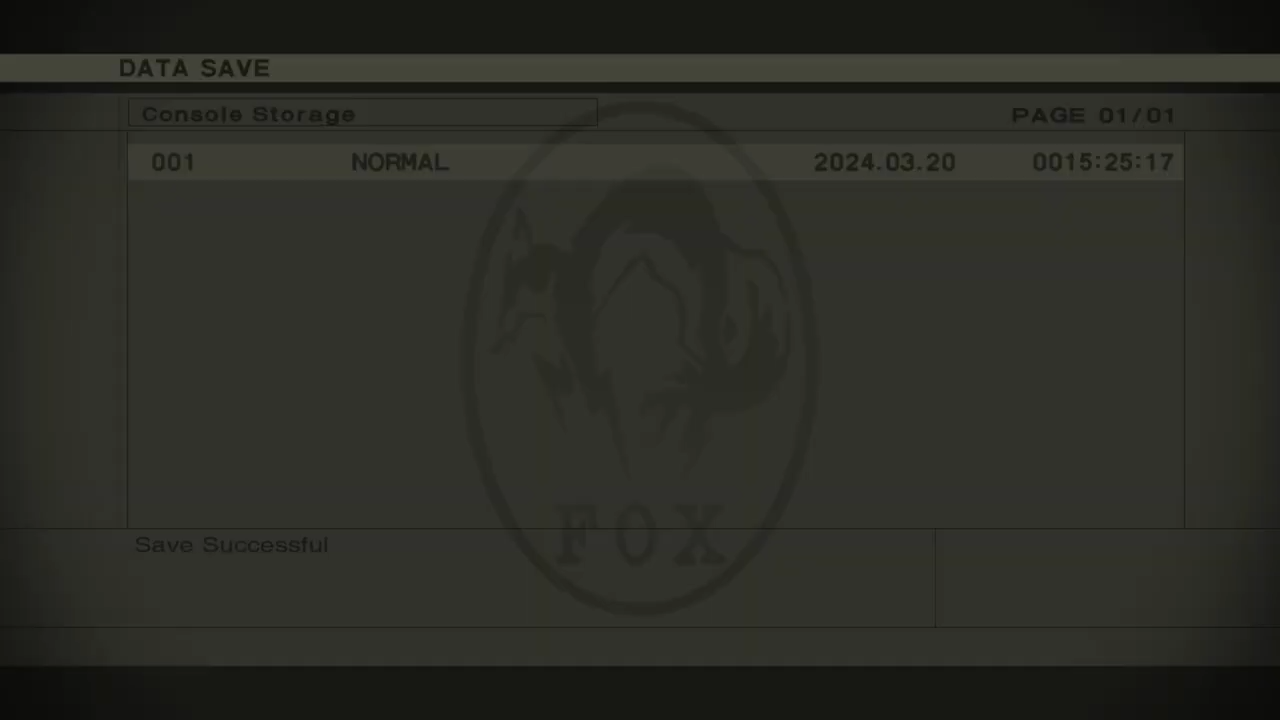 DATA SAVE
Console Storage PAGE 01/01
001 NORMAL 2024.03.20 0015:25:17
FOX
Save Successful